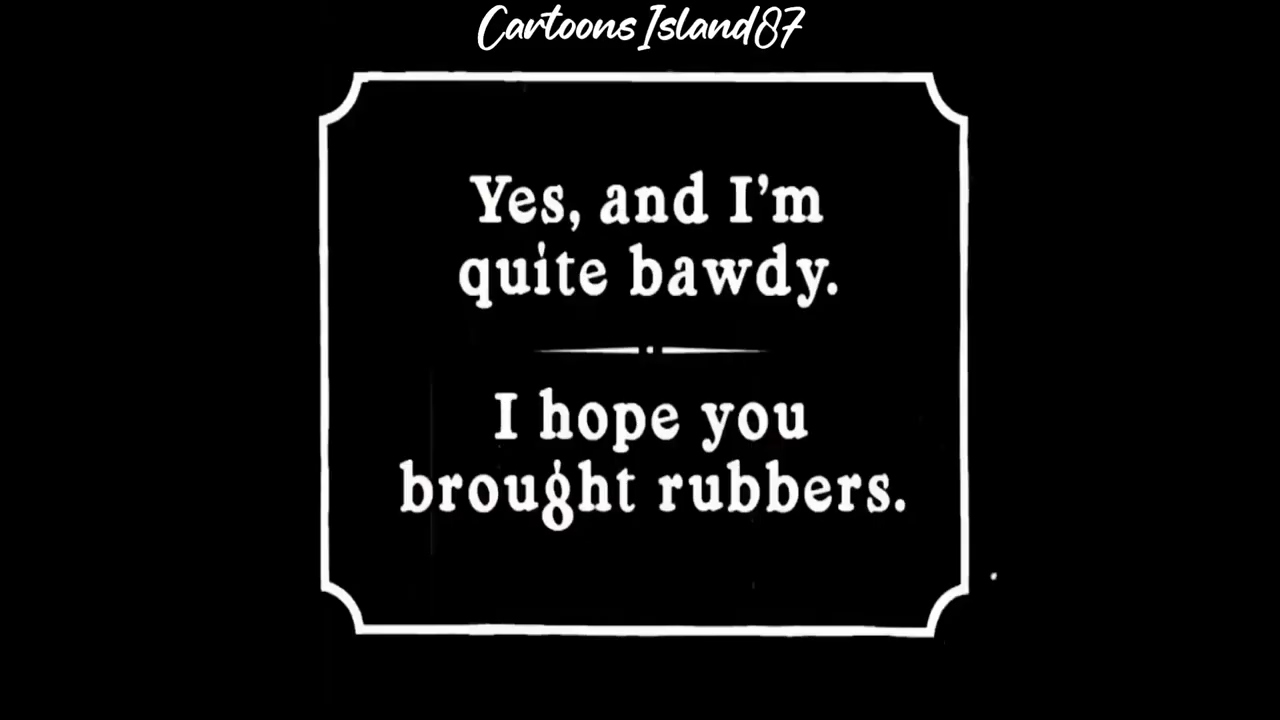 Cartoons Island87
Yes, and I'm
quite bawdy.
I hope you
brought rubbers.